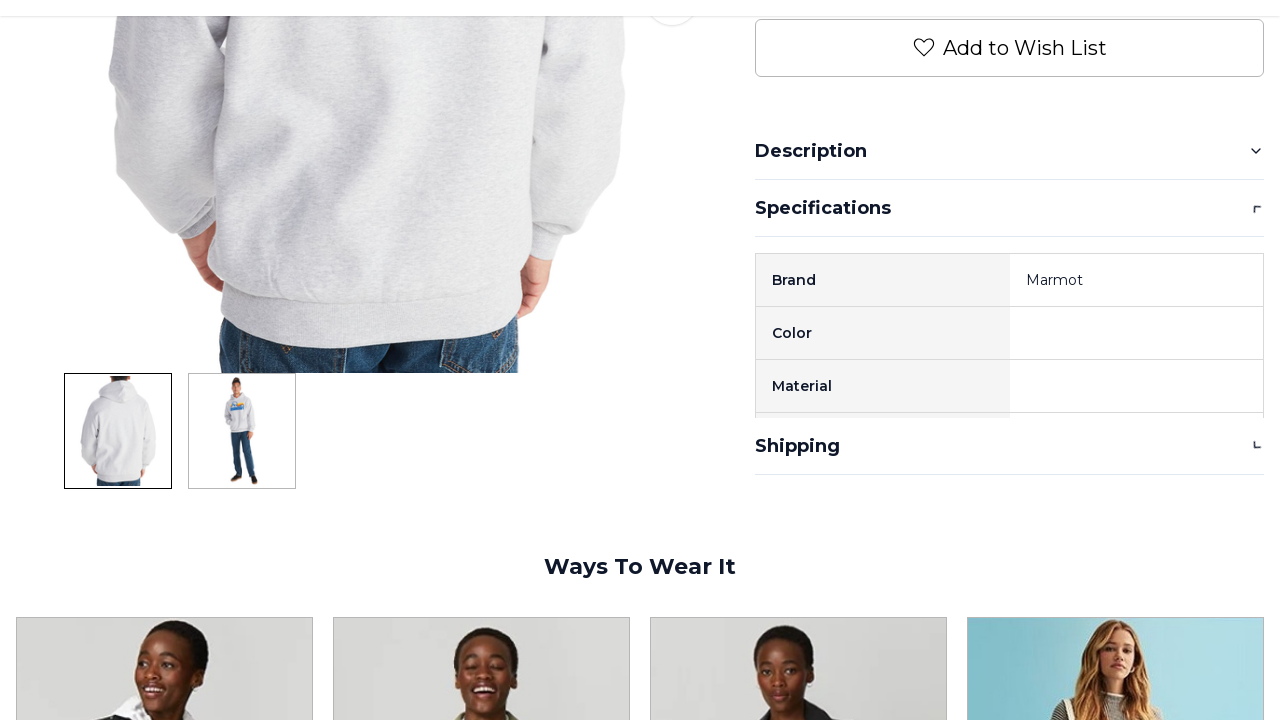 Add to Wish List
Description
Specifications
Brand
Marmot
Color
Material
Shipping
Ways To Wear It